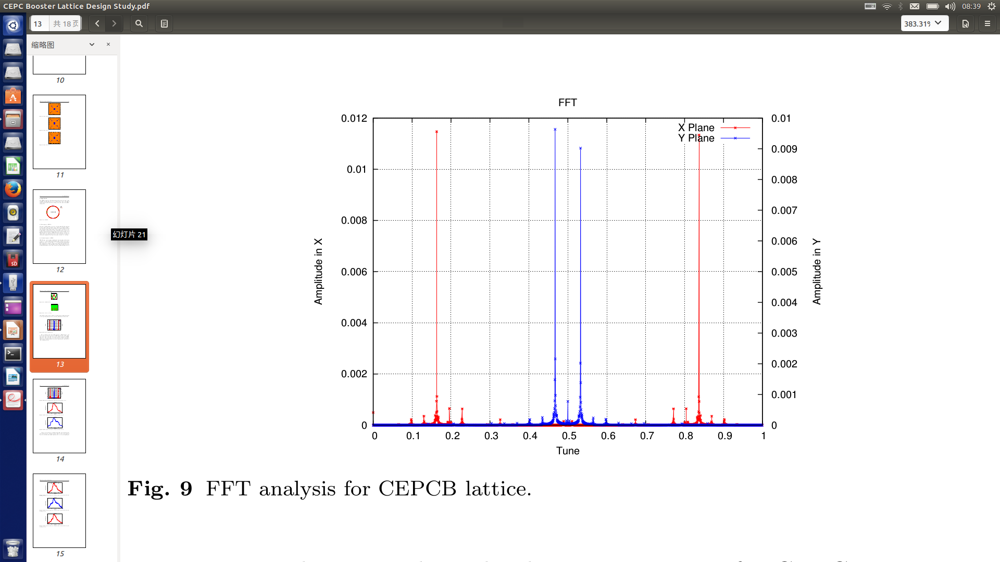 CEPC Booster Lattice Design Study.pdf
08:39
13
共 18 页
383.31%
缩略图
10
11
12
13
14
15
幻灯片 21
SD
FFT
X Plane
Y Plane
0.012
0.01
0.008
0.006
0.004
0.002
0
Amplitude in X
0.01
0.009
0.008
0.007
0.006
0.005
0.004
0.003
0.002
0.001
0
Amplitude in Y
0 0.1 0.2 0.3 0.4 0.5 0.6 0.7 0.8 0.9 1
Tune
Fig. 9 FFT analysis for CEPCB lattice.